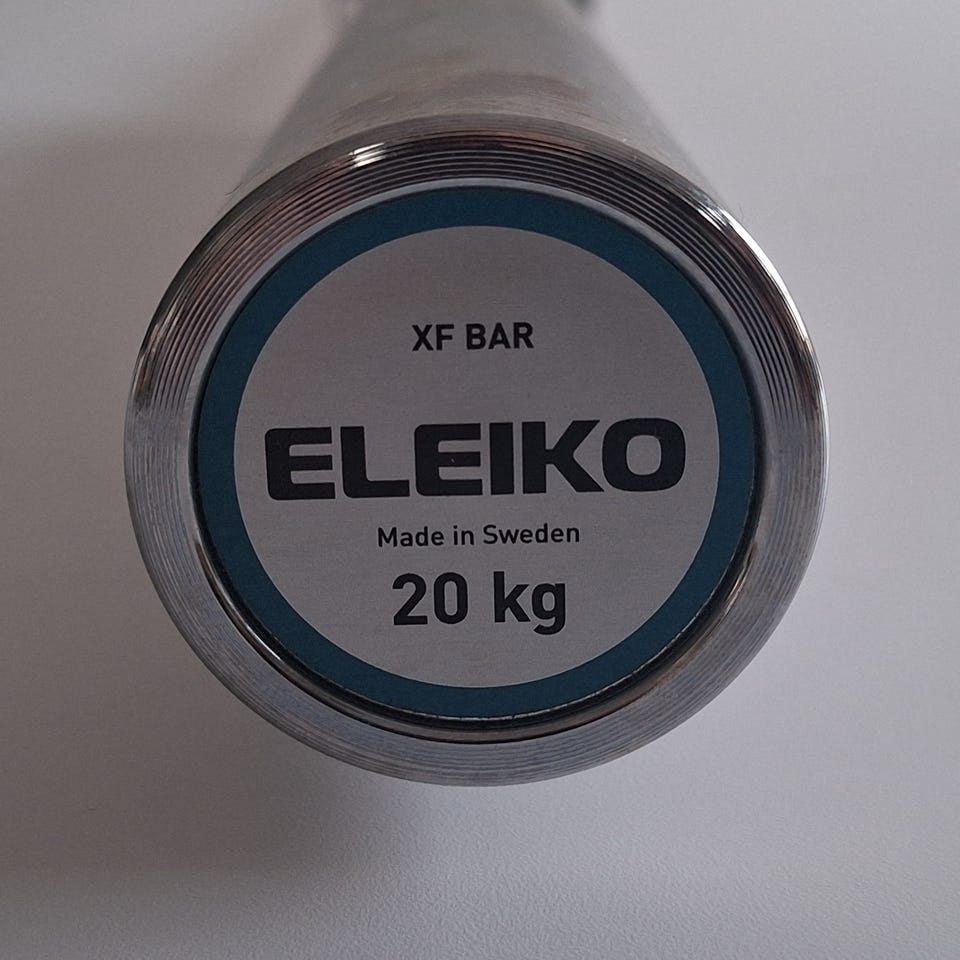 XF BAR
ELEIKO
Made in Sweden
20 kg